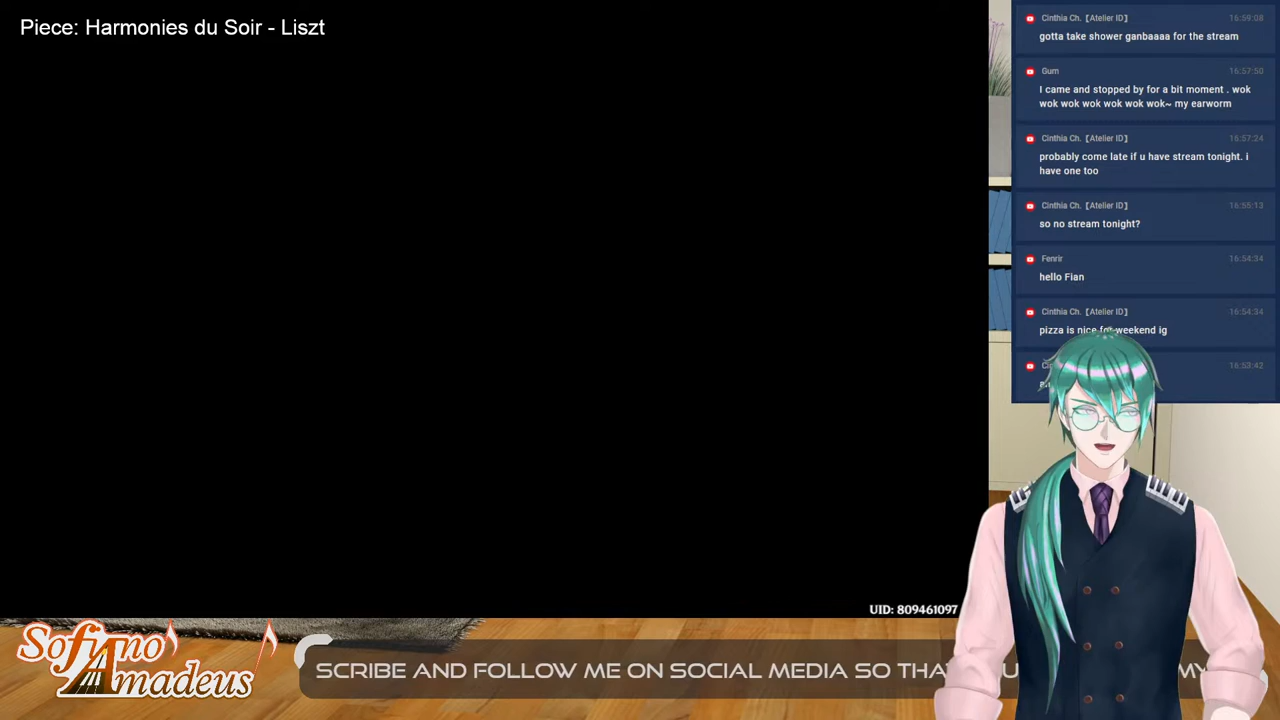 Piece: Harmonies du Soir - Liszt
Cinthia Ch.【Atelier ID】 16:59:08
gotta take shower ganbaaaa for the stream
Gum 16:57:50
I came and stopped by for a bit moment . wok
wok wok wok wok wok wok~ my earworm
Cinthia Ch.【Atelier ID】 16:57:24
probably come late if u have stream tonight. i
have one too
Cinthia Ch.【Atelier ID】 16:55:13
so no stream tonight?
Fenrir 16:54:34
hello Fian
Cinthia Ch.【Atelier ID】 16:54:34
pizza is nice for weekend ig
16:53:42
UID: 809461097
Sofiano
Amadeus
SCRIBE AND FOLLOW ME ON SOCIAL MEDIA SO MY